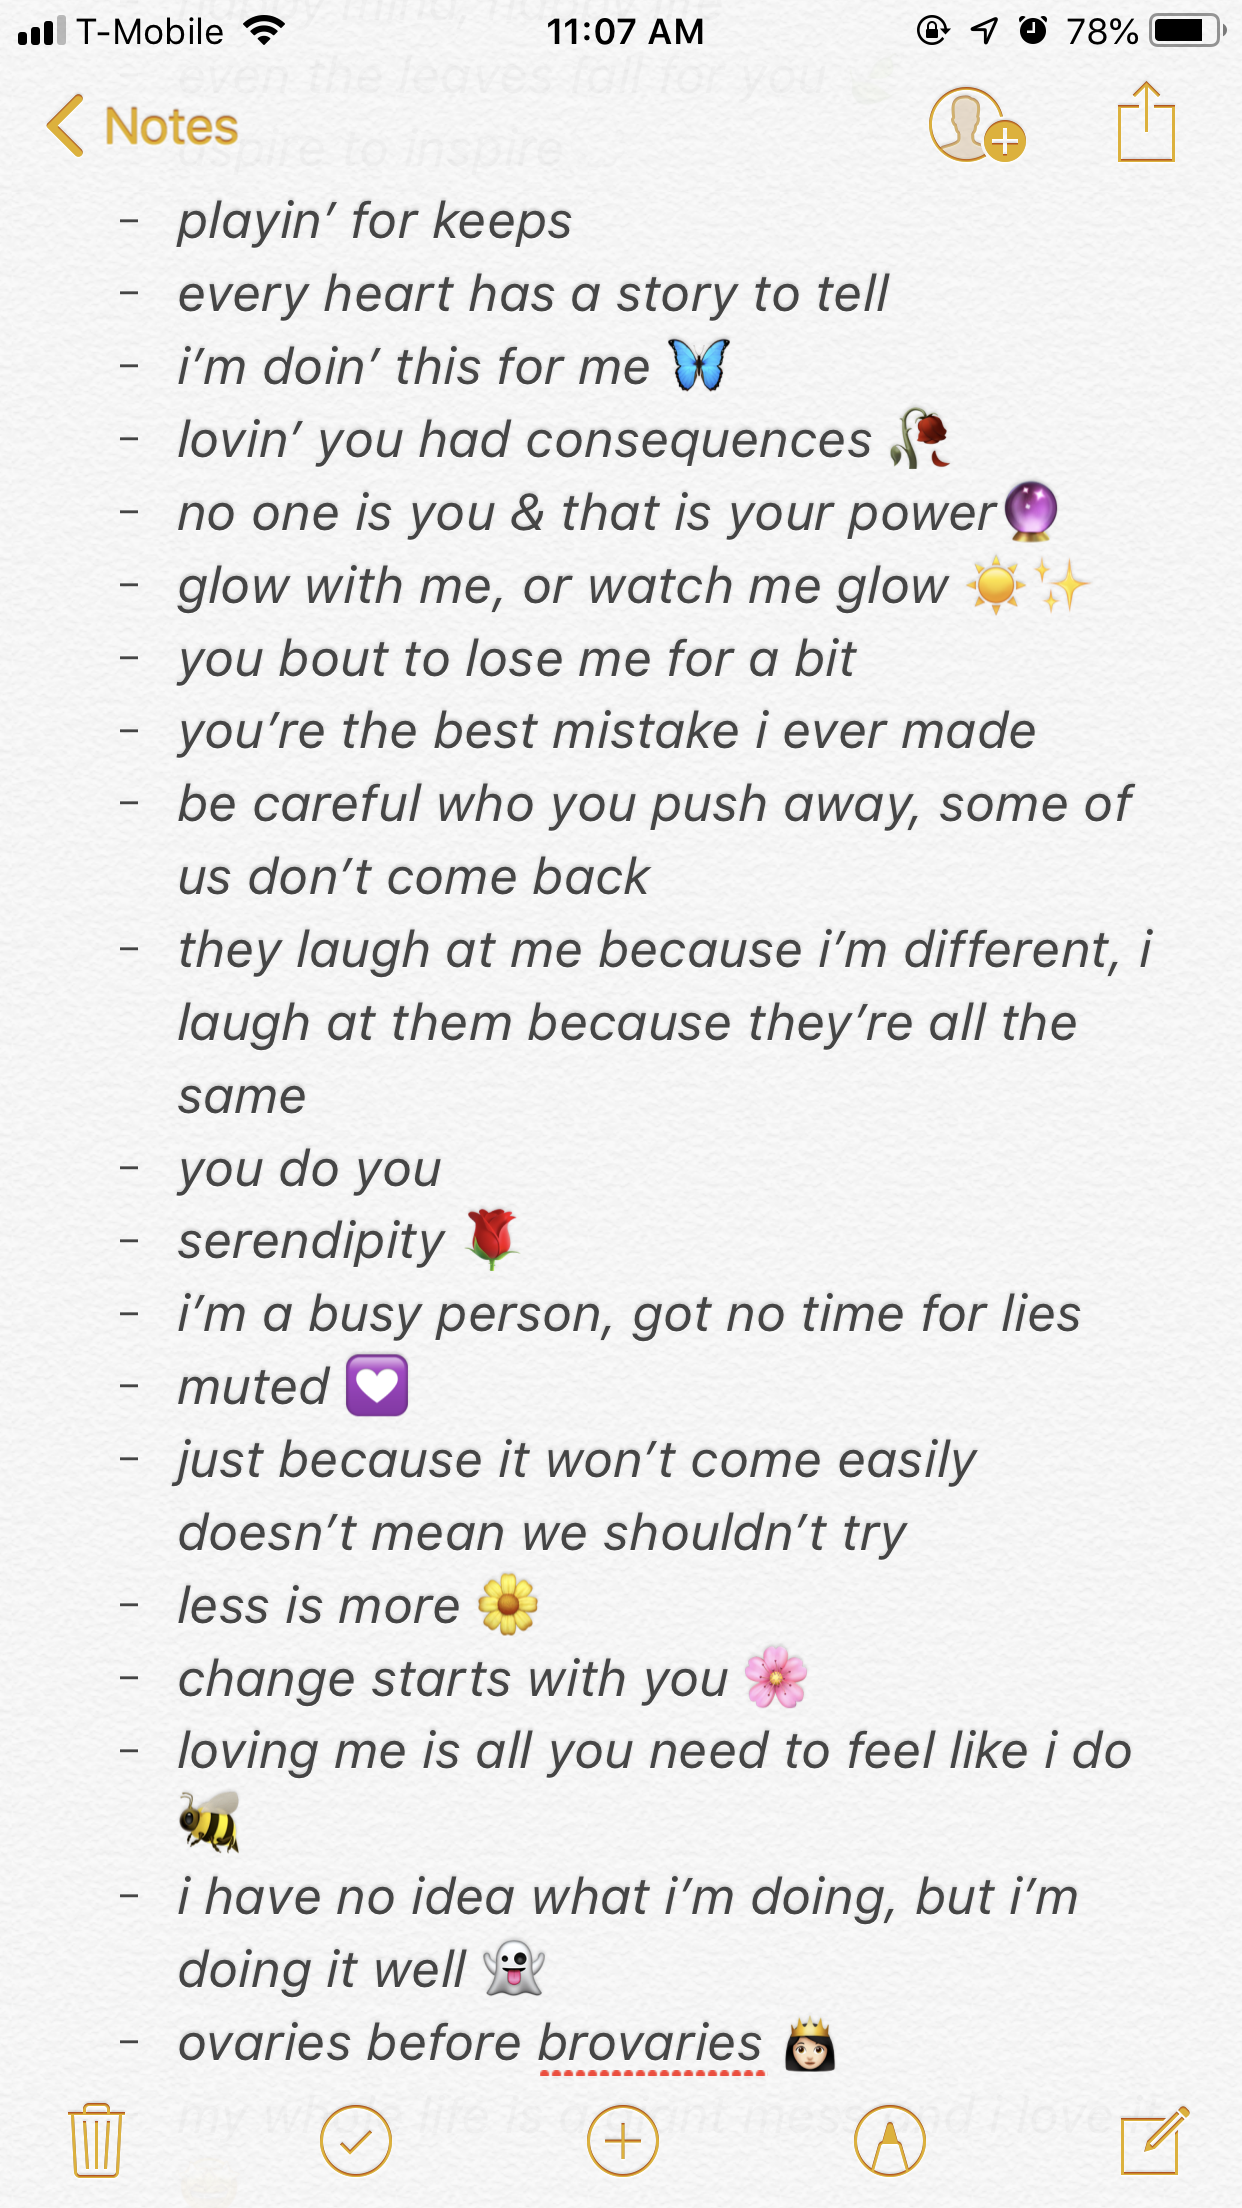 T-Mobile 11:07 AM 78%
even the leaves fall for you
Notes
– playin’ for keeps
– every heart has a story to tell
– i’m doin’ this for me 🦋
– lovin’ you had consequences 🥀
– no one is you & that is your power🔮
– glow with me, or watch me glow ☀️✨
– you bout to lose me for a bit
– you’re the best mistake i ever made
– be careful who you push away, some of
us don’t come back
– they laugh at me because i’m different, i
laugh at them because they’re all the
same
– you do you
– serendipity 🌹
– i’m a busy person, got no time for lies
– muted 💟
– just because it won’t come easily
doesn’t mean we shouldn’t try
– less is more 🌼
– change starts with you 🌸
– loving me is all you need to feel like i do
🐝
– i have no idea what i’m doing, but i’m
doing it well 👻
– ovaries before brovaries 👸🏻